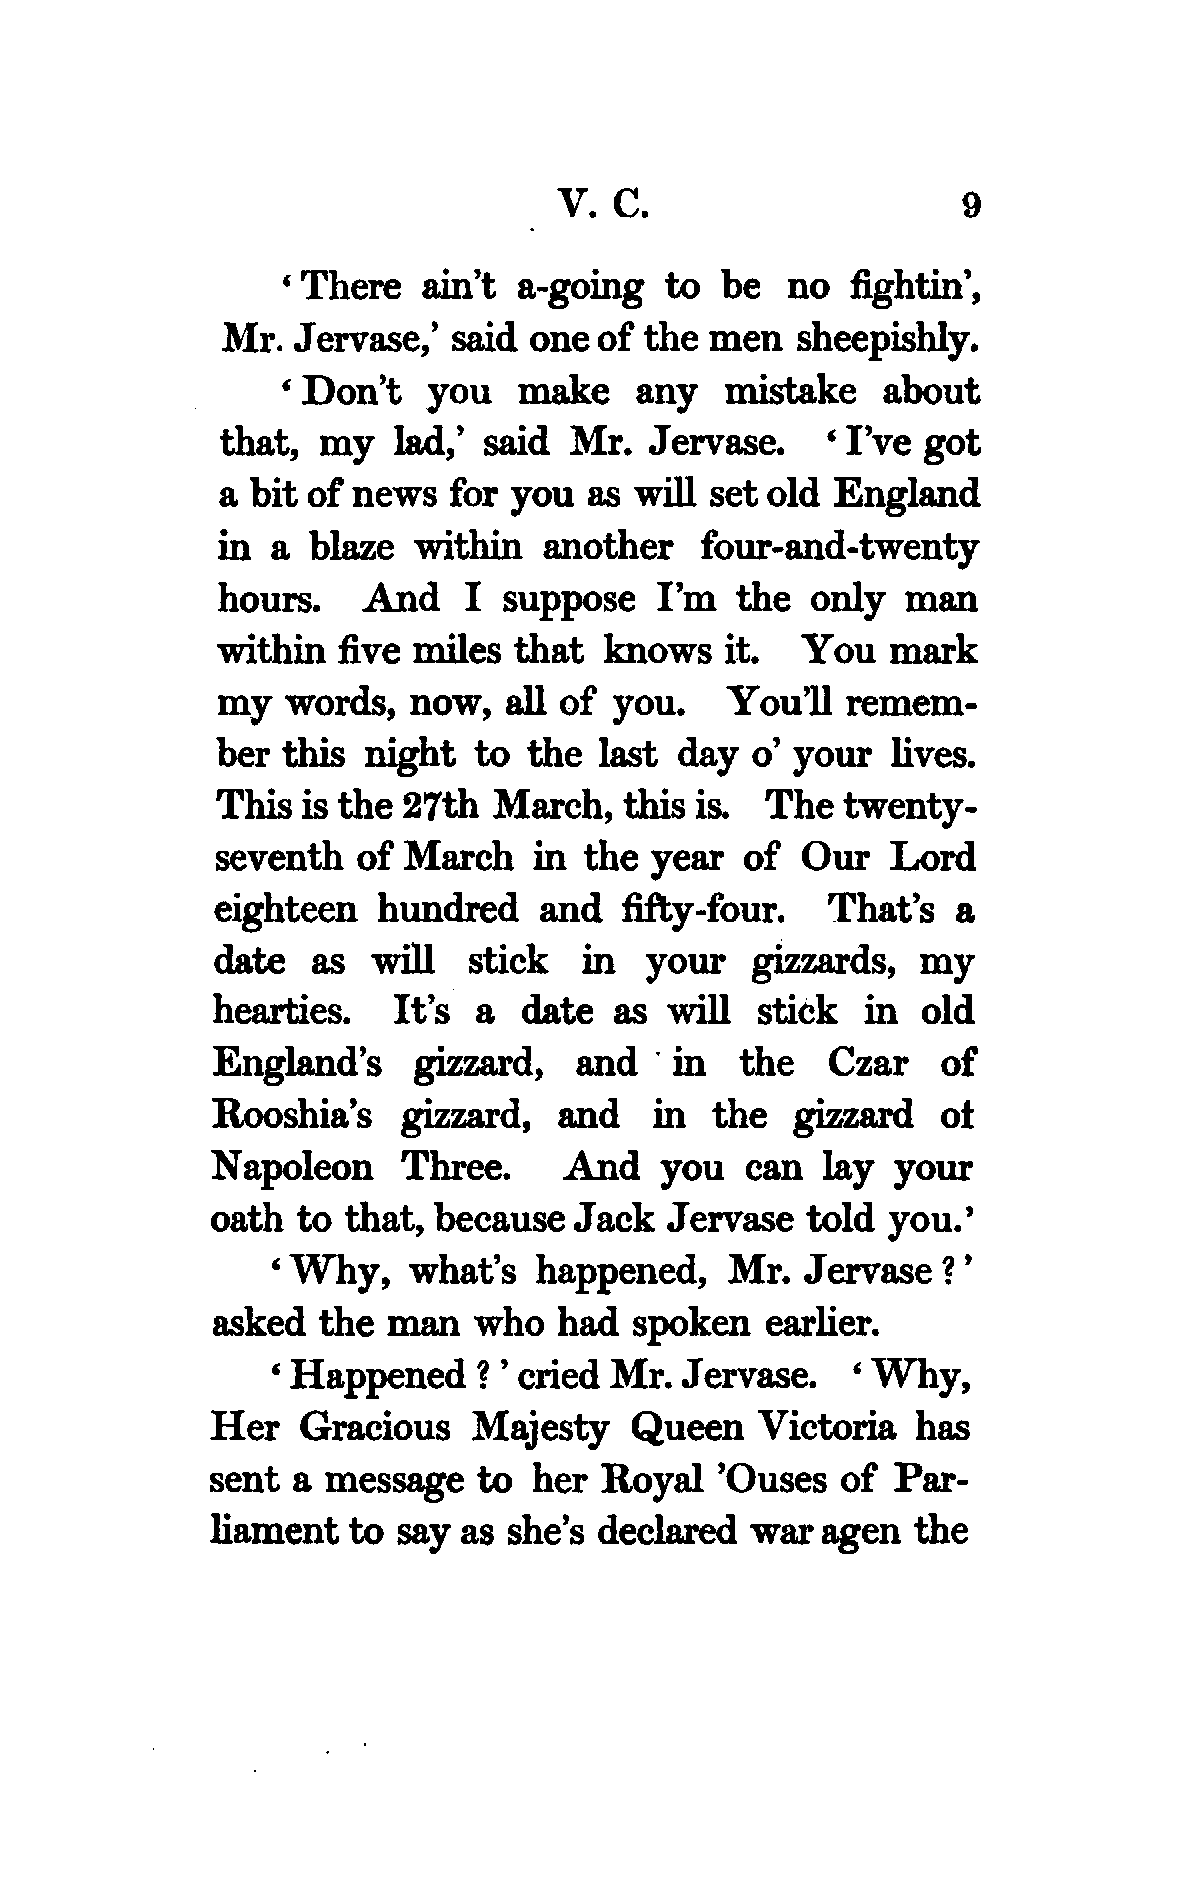 V. C. 9
‘There ain't a-going to be no fightin’,
Mr. Jervase,’ said one of the men sheepishly.
‘Don't you make any mistake about
that, my lad,’ said Mr. Jervase. ‘I've got
a bit of news for you as will set old England
in a blaze within another four-and-twenty
hours. And I suppose I'm the only man
within five miles that knows it. You mark
my words, now, all of you. You'll remem-
ber this night to the last day o’ your lives.
This is the 27th March, this is. The twenty-
seventh of March in the year of Our Lord
eighteen hundred and fifty-four. That's a
date as will stick in your gizzards, my
hearties. It's a date as will stick in old
England's gizzard, and in the Czar of
Rooshia's gizzard, and in the gizzard of
Napoleon Three. And you can lay your
oath to that, because Jack Jervase told you.’
‘Why, what's happened, Mr. Jervase?’
asked the man who had spoken earlier.
‘Happened?’ cried Mr. Jervase. ‘Why,
Her Gracious Majesty Queen Victoria has
sent a message to her Royal ’Ouses of Par-
liament to say as she's declared war agen the